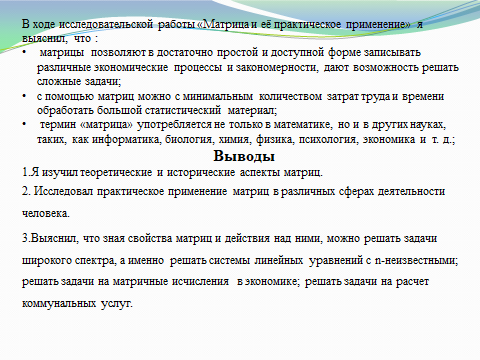 В ходе исследовательской работы «Матрица и её практическое применение» я
выяснил, что :
• матрицы позволяют в достаточно простой и доступной форме записывать
различные экономические процессы и закономерности, дают возможность решать
сложные задачи;
• с помощью матриц можно с минимальным количеством затрат труда и времени
обработать большой статистический материал;
• термин «матрица» употребляется не только в математике, но и в других науках,
таких, как информатика, биология, химия, физика, психология, экономика и т. д.;
Выводы
1.Я изучил теоретические и исторические аспекты матриц.
2. Исследовал практическое применение матриц в различных сферах деятельности
человека.
3.Выяснил, что зная свойства матриц и действия над ними, можно решать задачи
широкого спектра, а именно решать системы линейных уравнений с n-неизвестными;
решать задачи на матричные исчисления в экономике; решать задачи на расчет
коммунальных услуг.